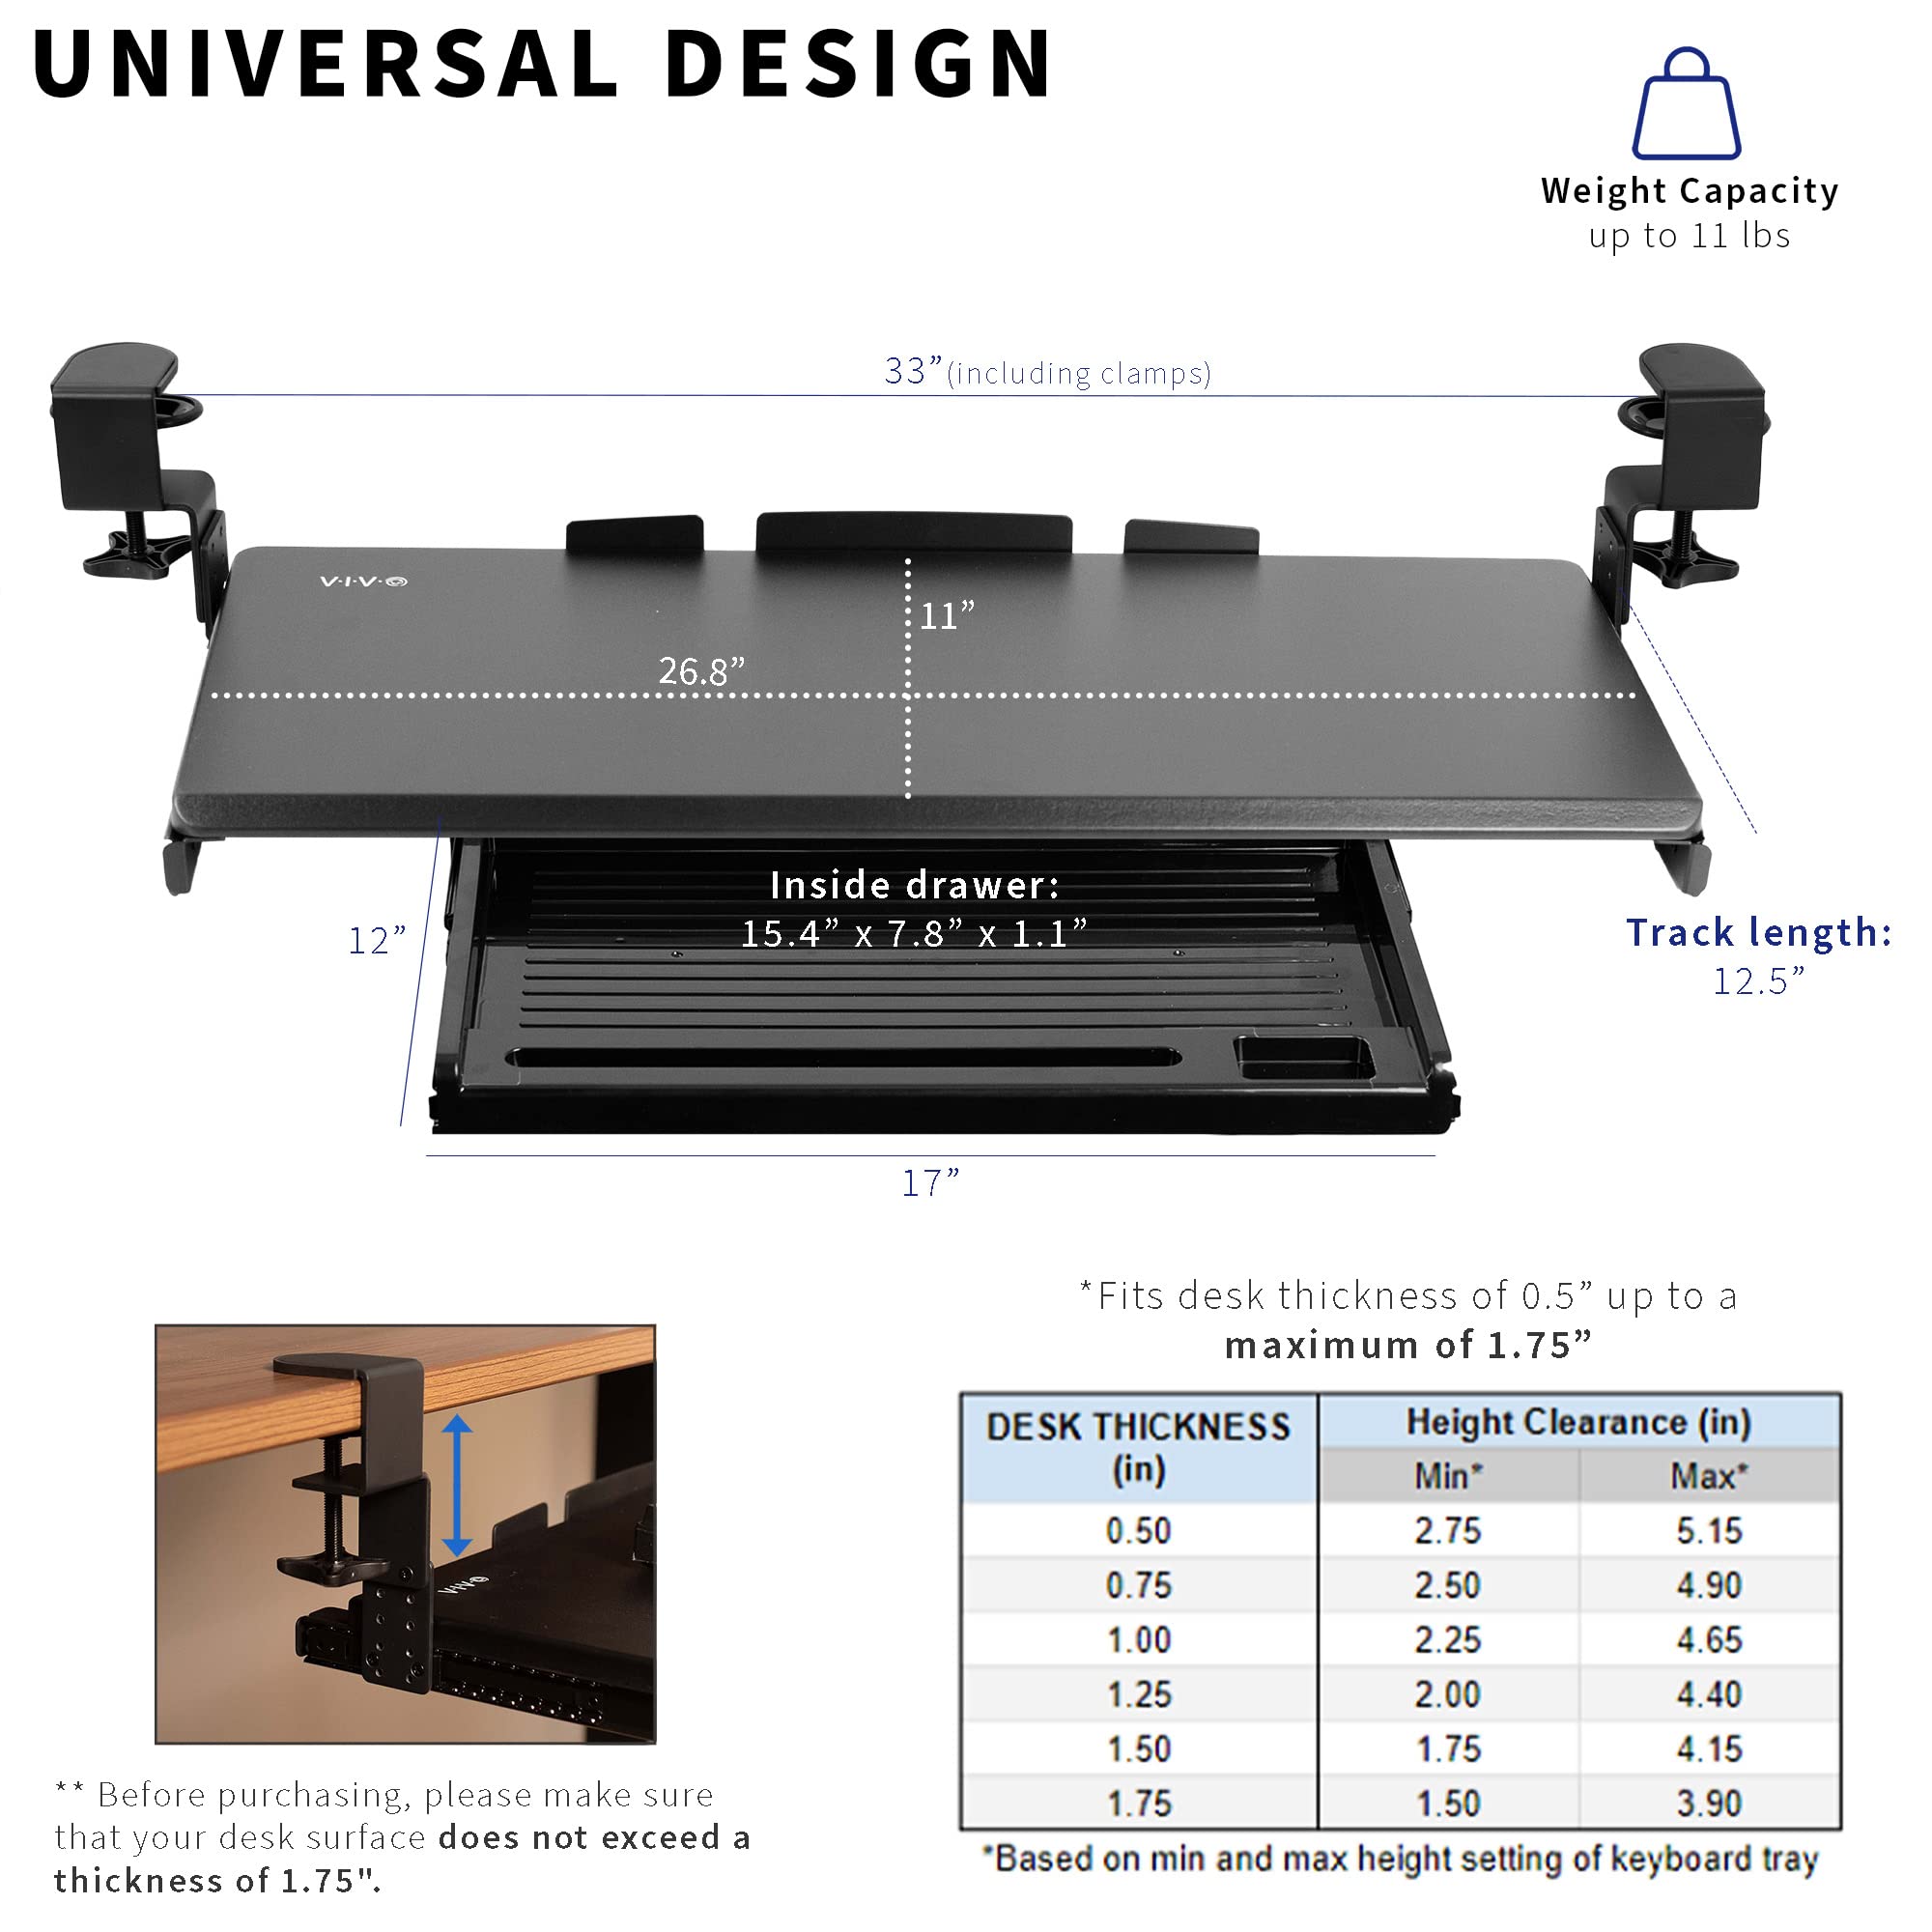 UNIVERSAL DESIGN
Weight Capacity
up to 11 lbs
33” (including clamps)
V·I·V·O
11”
26.8”
Inside drawer:
15.4” x 7.8” x 1.1”
12”
Track length:
12.5”
17”
*Fits desk thickness of 0.5” up to a
maximum of 1.75”
DESK THICKNESS (in) Height Clearance (in)
Min* Max*
0.50 2.75 5.15
0.75 2.50 4.90
1.00 2.25 4.65
1.25 2.00 4.40
1.50 1.75 4.15
1.75 1.50 3.90
*Based on min and max height setting of keyboard tray
V·I·V·O
** Before purchasing, please make sure
that your desk surface does not exceed a
thickness of 1.75".